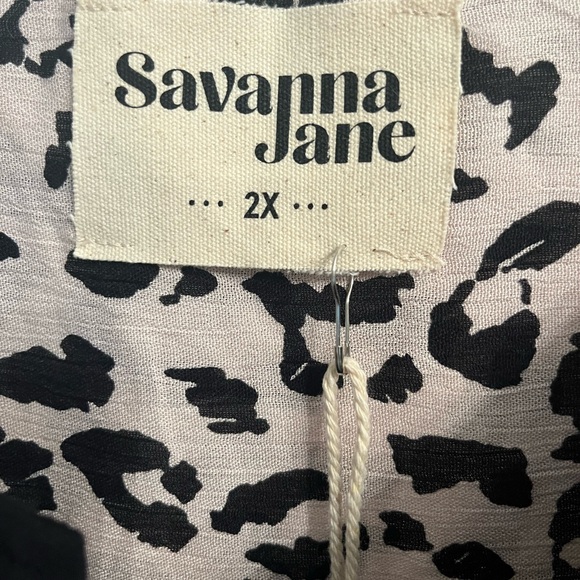 Savanna
Jane
••• 2X •••